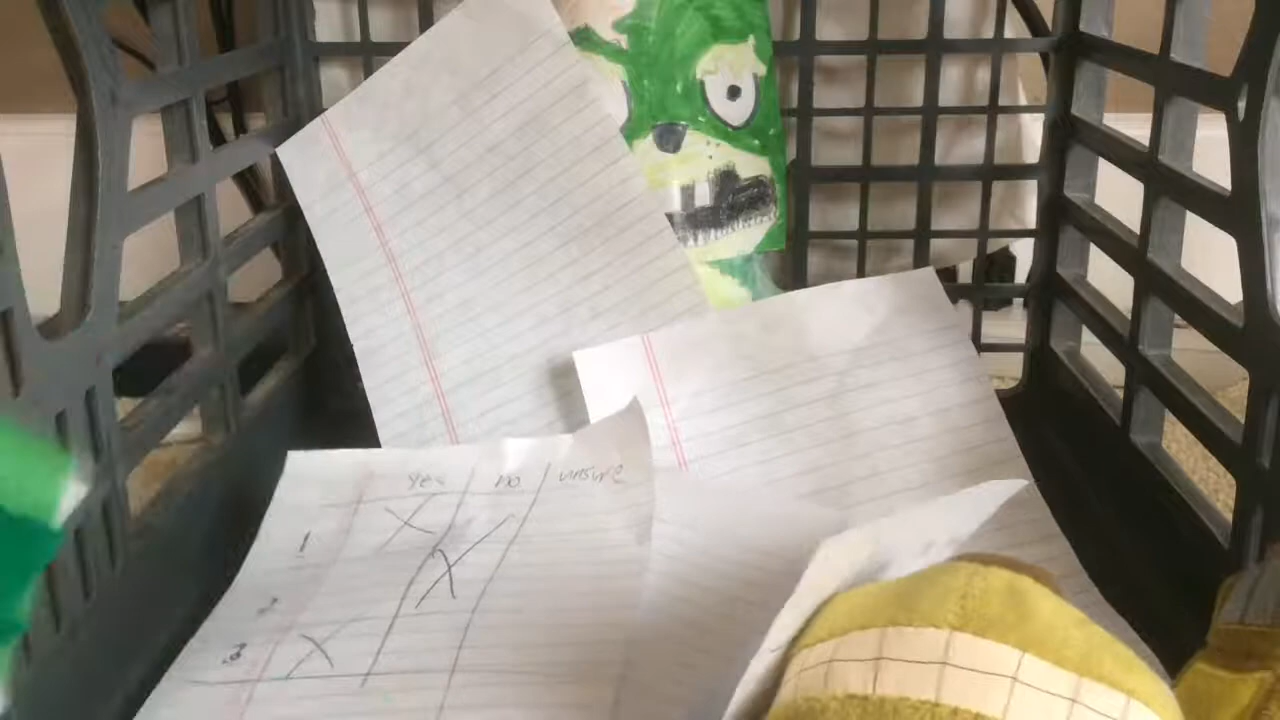 yes no unsure
1 X
2 X
3 X